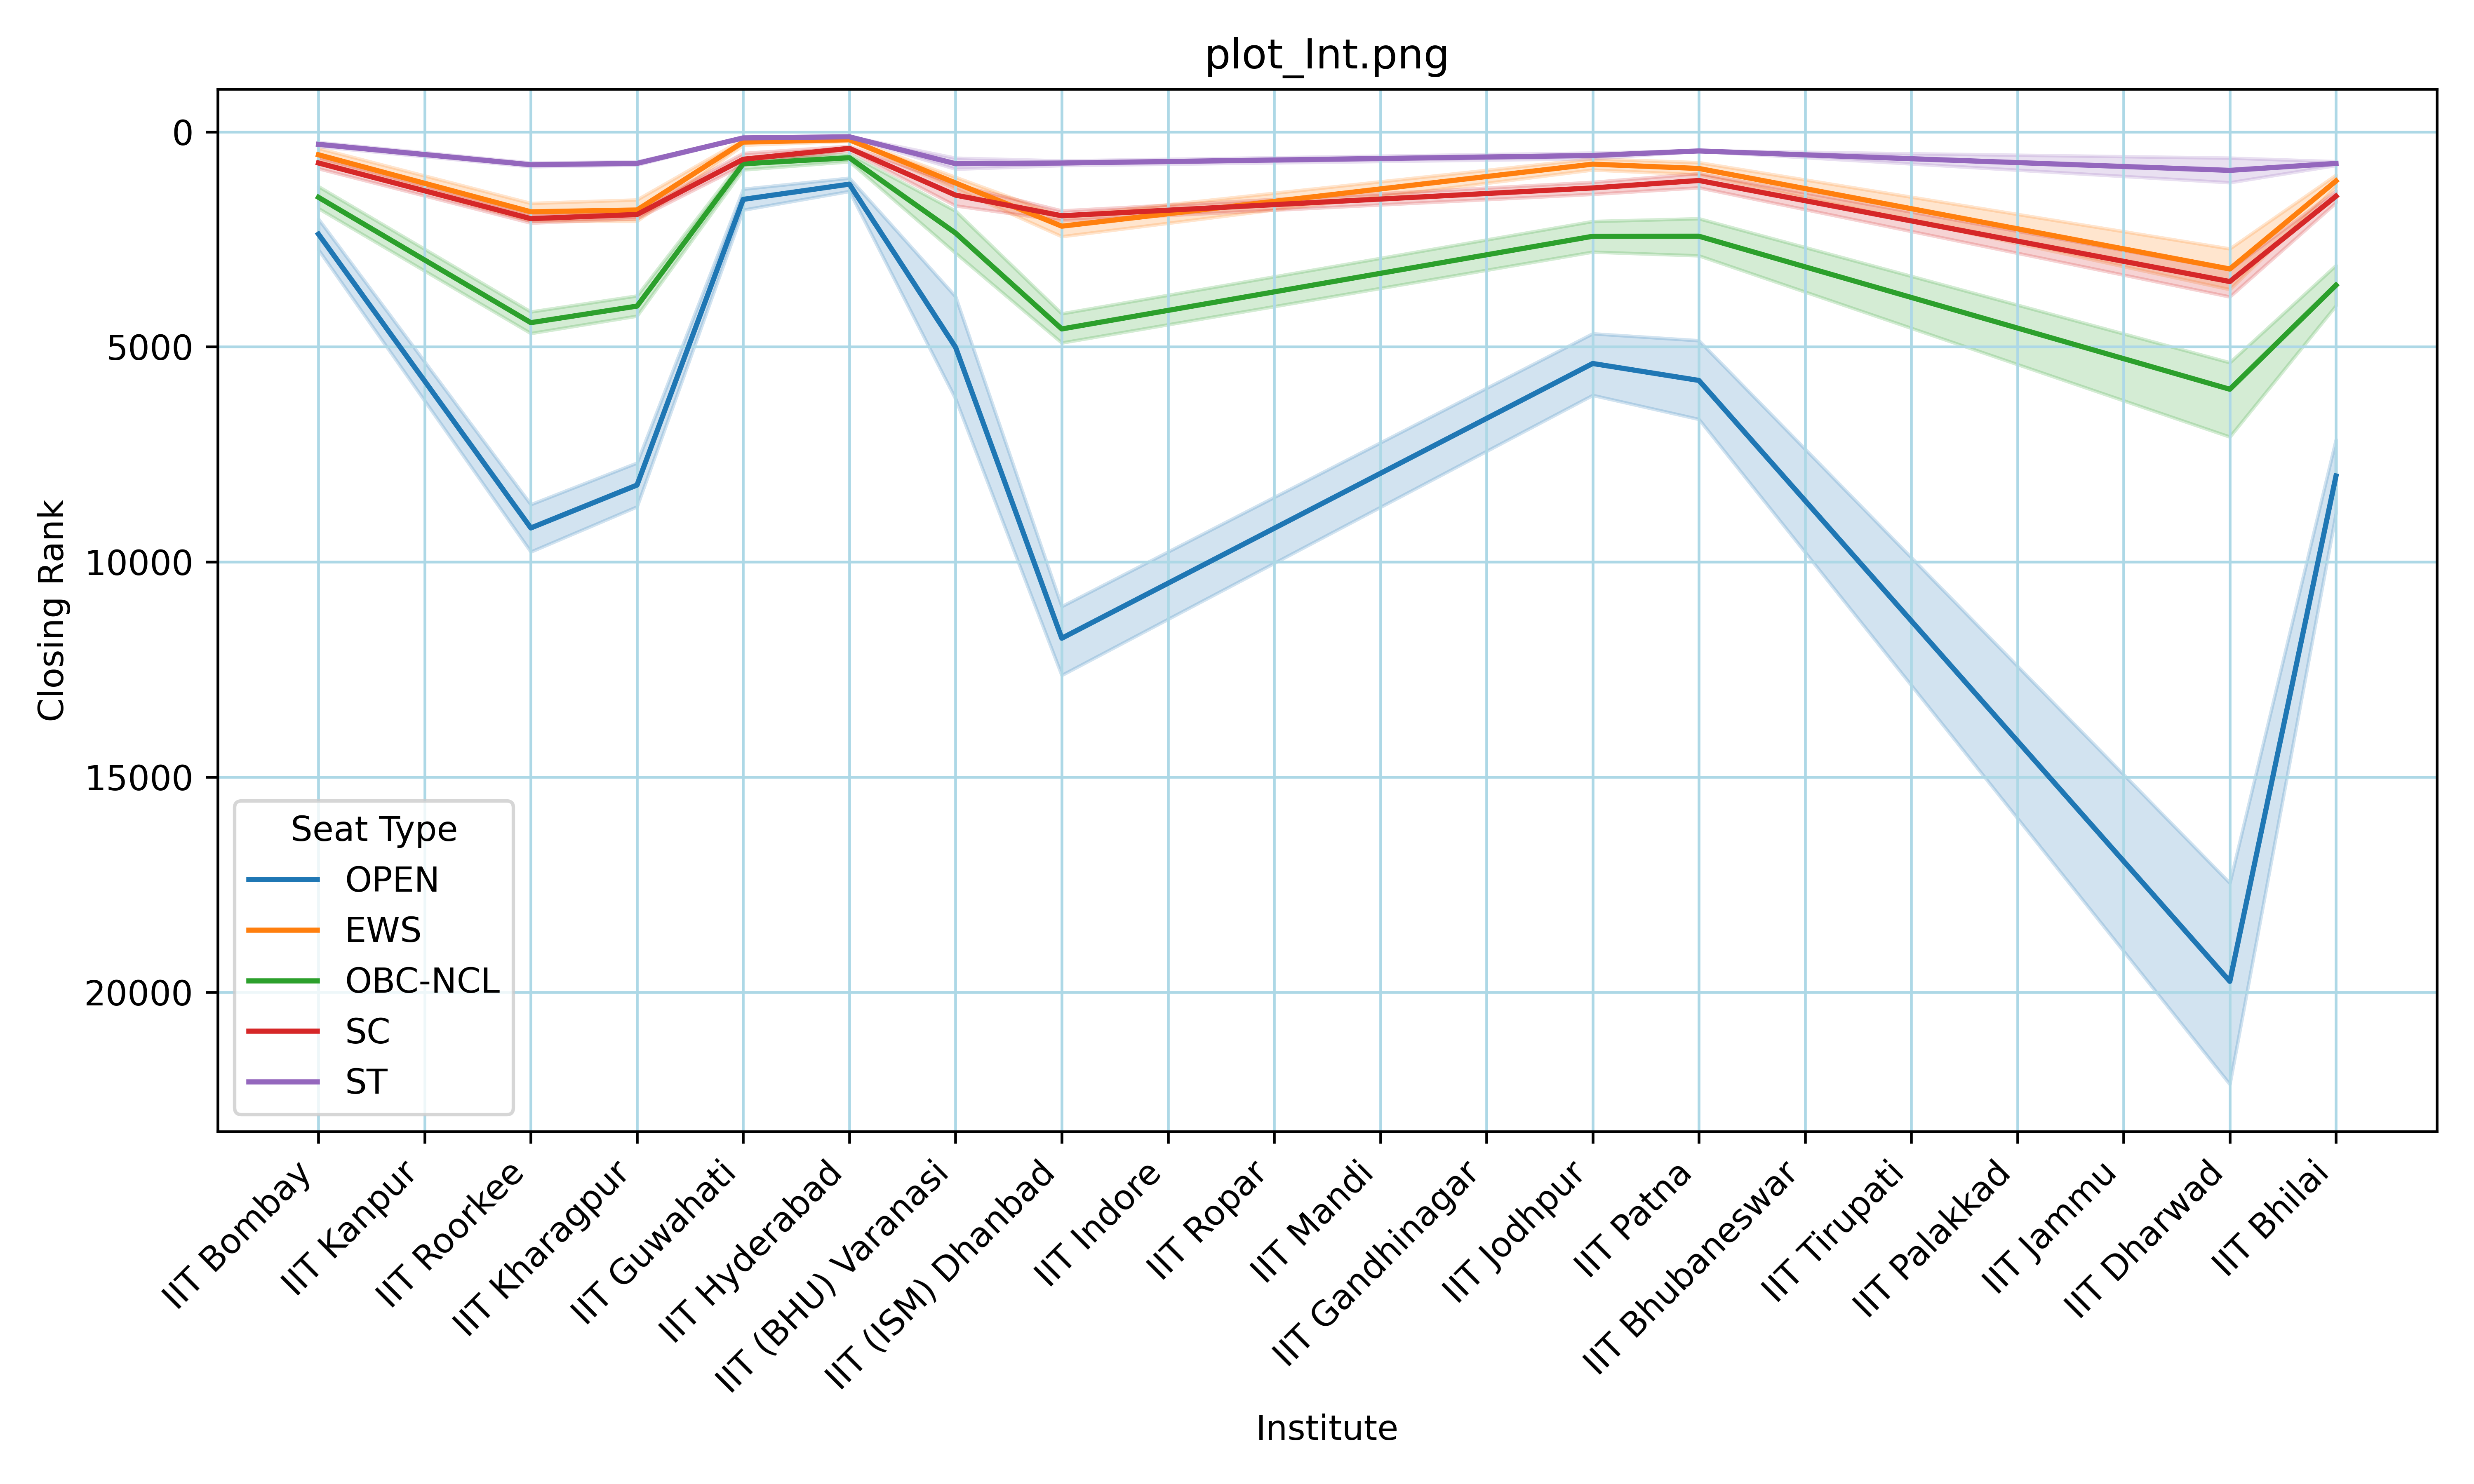 plot_Int.png
0
5000
10000
15000
20000
Closing Rank
Seat Type
OPEN
EWS
OBC-NCL
SC
ST
IIT Bombay
IIT Kanpur
IIT Roorkee
IIT Kharagpur
IIT Guwahati
IIT Hyderabad
IIT (BHU) Varanasi
IIT (ISM) Dhanbad
IIT Indore
IIT Ropar
IIT Mandi
IIT Gandhinagar
IIT Jodhpur
IIT Patna
IIT Bhubaneswar
IIT Tirupati
IIT Palakkad
IIT Jammu
IIT Dharwad
IIT Bhilai
Institute